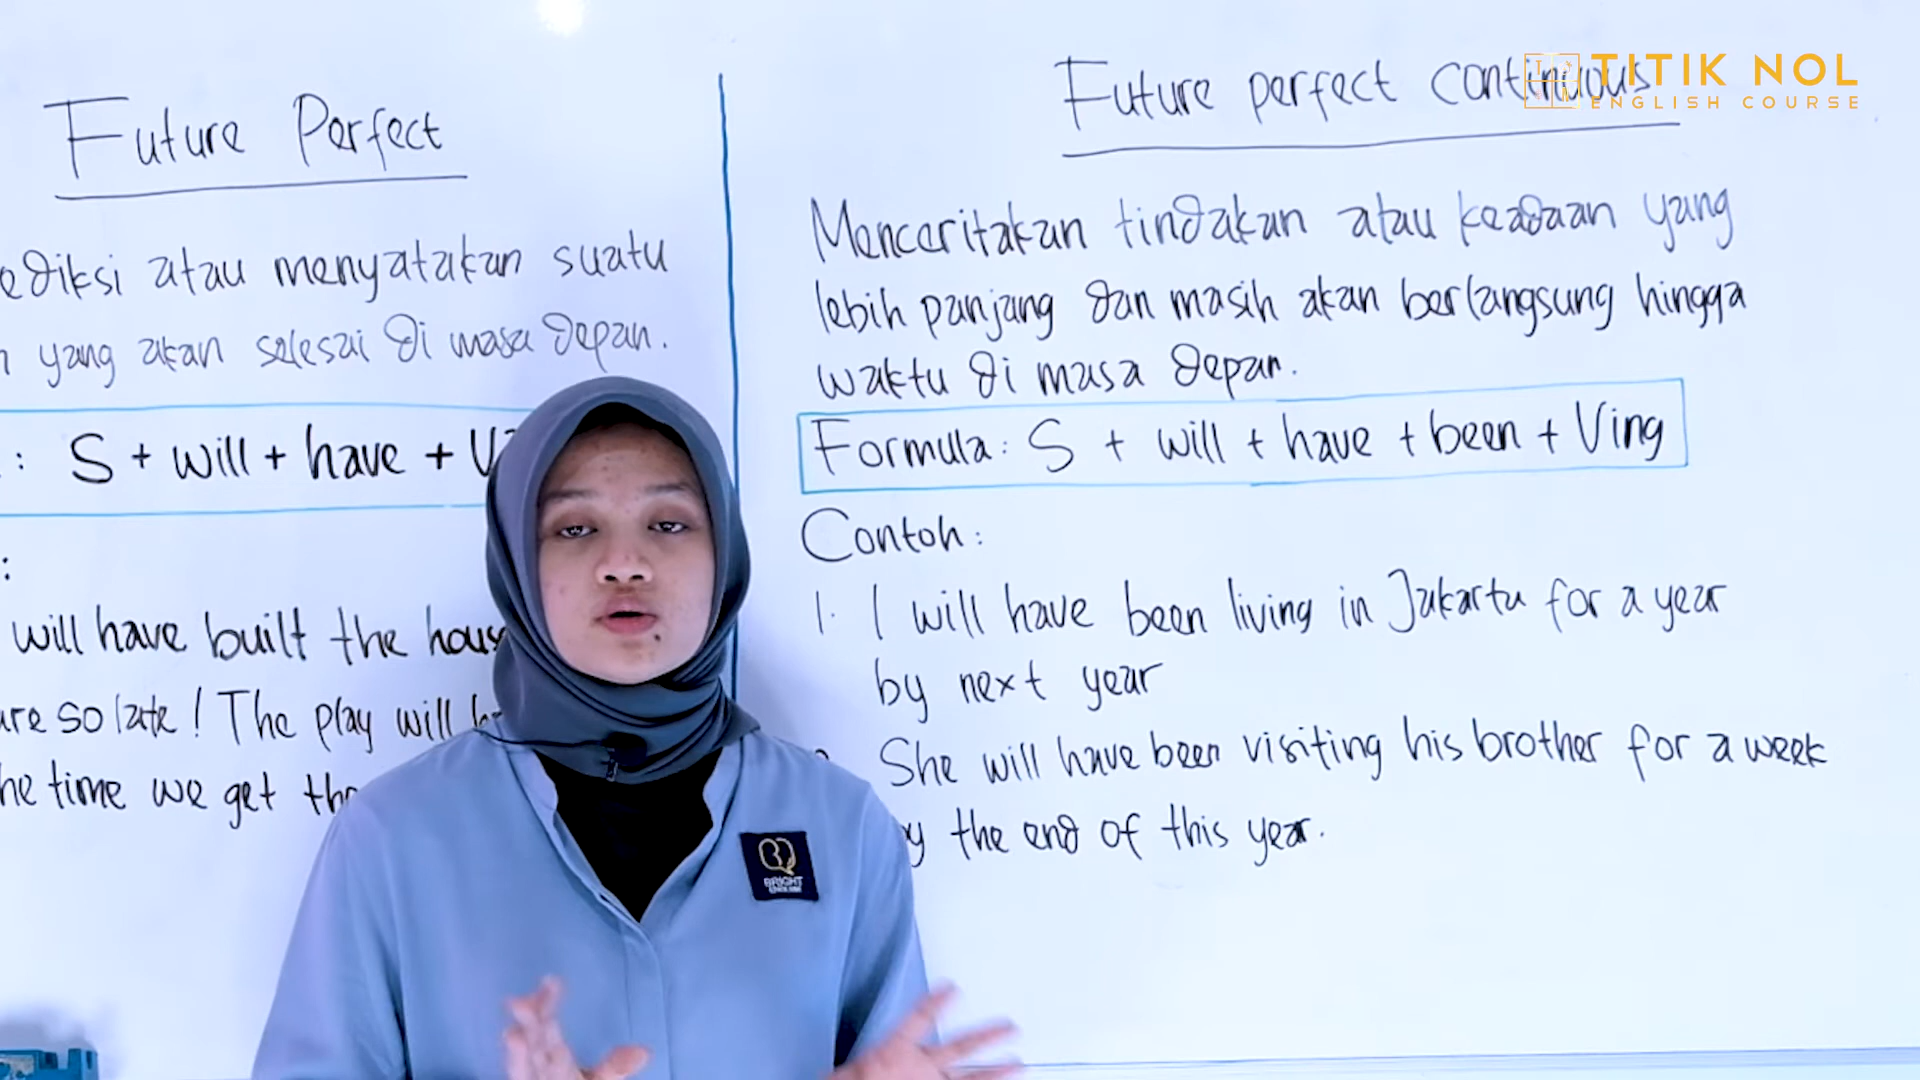 Future Perfect
ediksi atau menyatakan suatu
yang akan selesai di masa depan.
: S + will + have + V
:
will have built the hous
are so late! The play will h
he time we get the
Future perfect continuous
Menceritakan tindakan atau keadaan yang
lebih panjang dan masih akan berlangsung hingga
waktu di masa depan.
Formula: S + will + have + been + Ving
Contoh:
1. I will have been living in Jakarta for a year
by next year
She will have been visiting his brother for a week
y the end of this year.
TITIK NOL
ENGLISH COURSE
BRIGHT